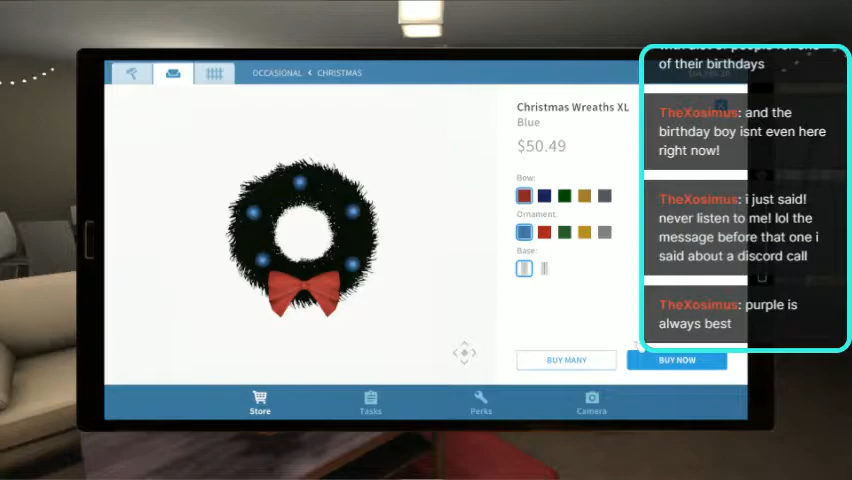 OCCASIONAL < CHRISTMAS
Christmas Wreaths XL
Blue
$50.49
Bow:
Ornament:
Base:
BUY MANY
BUY NOW
Store
Tasks
Perks
Camera
of their birthdays
TheXosimus: and the
birthday boy isnt even here
right now!
TheXosimus: i just said!
never listen to me! lol the
message before that one i
said about a discord call
TheXosimus: purple is
always best